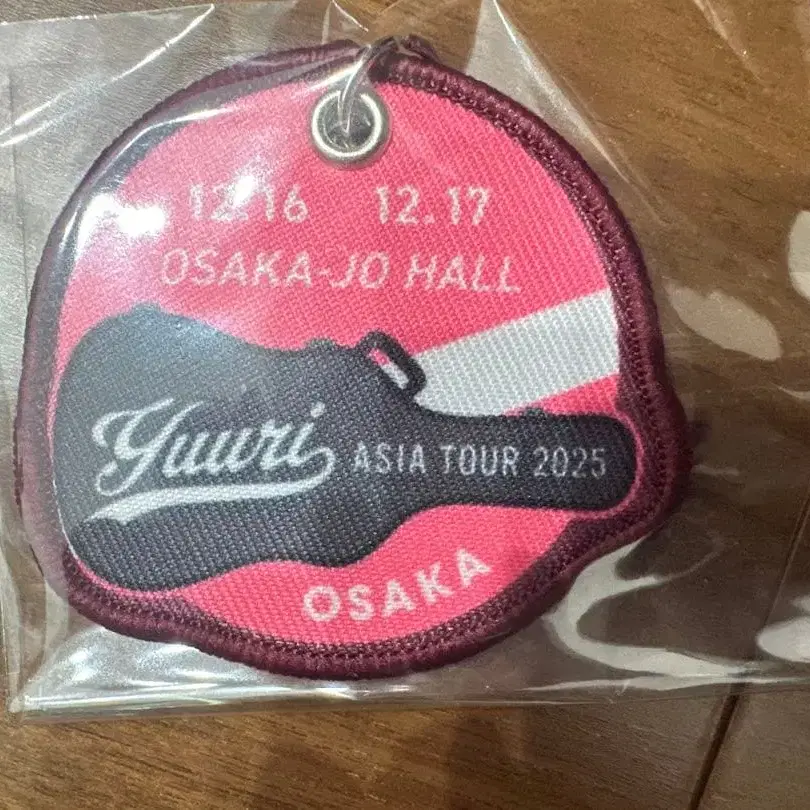 12.16 12.17
OSAKA-JO HALL
Yuuri ASIA TOUR 2025
OSAKA